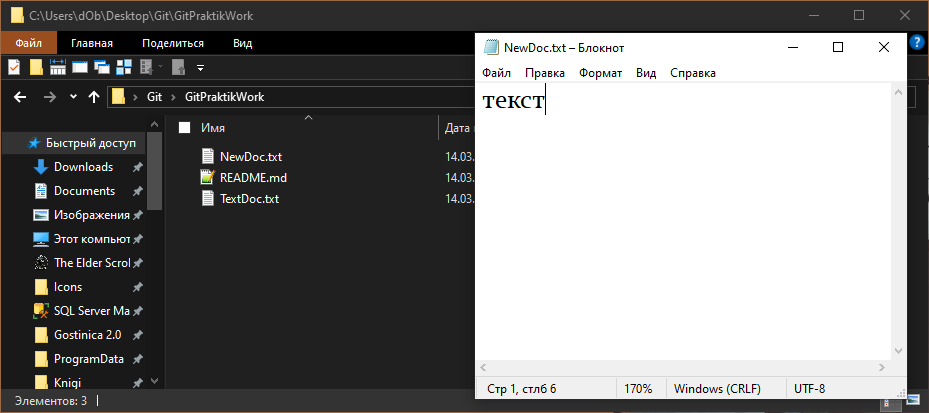 C:\Users\dOb\Desktop\Git\GitPraktikWork
Файл Главная Поделиться Вид
Git GitPraktikWork
Имя Дата
Быстрый доступ
Downloads
Documents
Изображения
Этот компьют
The Elder Scrol
Icons
SQL Server Ma
Gostinica 2.0
ProgramData
Knigi
NewDoc.txt 14.03.
README.md 14.03.
TextDoc.txt 14.03.
Элементов: 3
NewDoc.txt – Блокнот
Файл Правка Формат Вид Справка
текст
Стр 1, стлб 6 170% Windows (CRLF) UTF-8